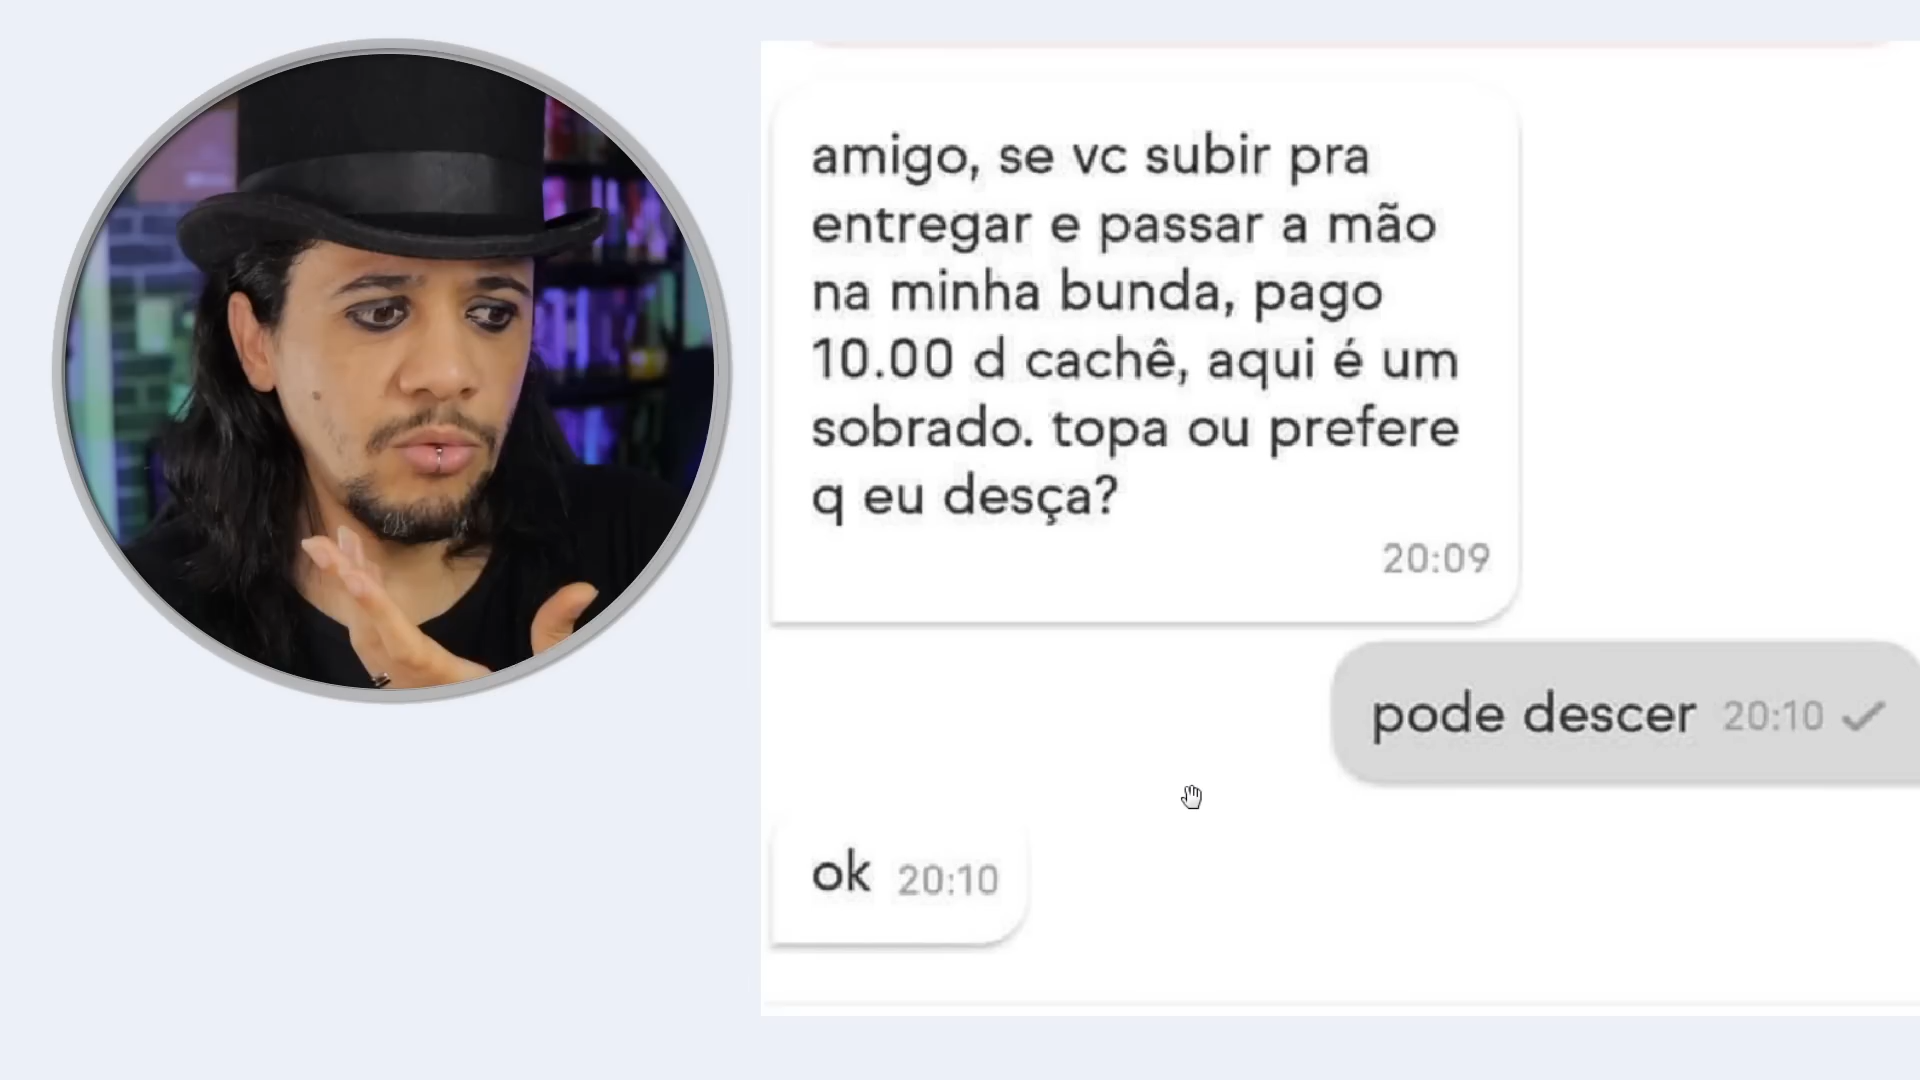 amigo, se vc subir pra
entregar e passar a mão
na minha bunda, pago
10.00 d cachê, aqui é um
sobrado. topa ou prefere
q eu desça?
20:09
pode descer 20:10
ok 20:10